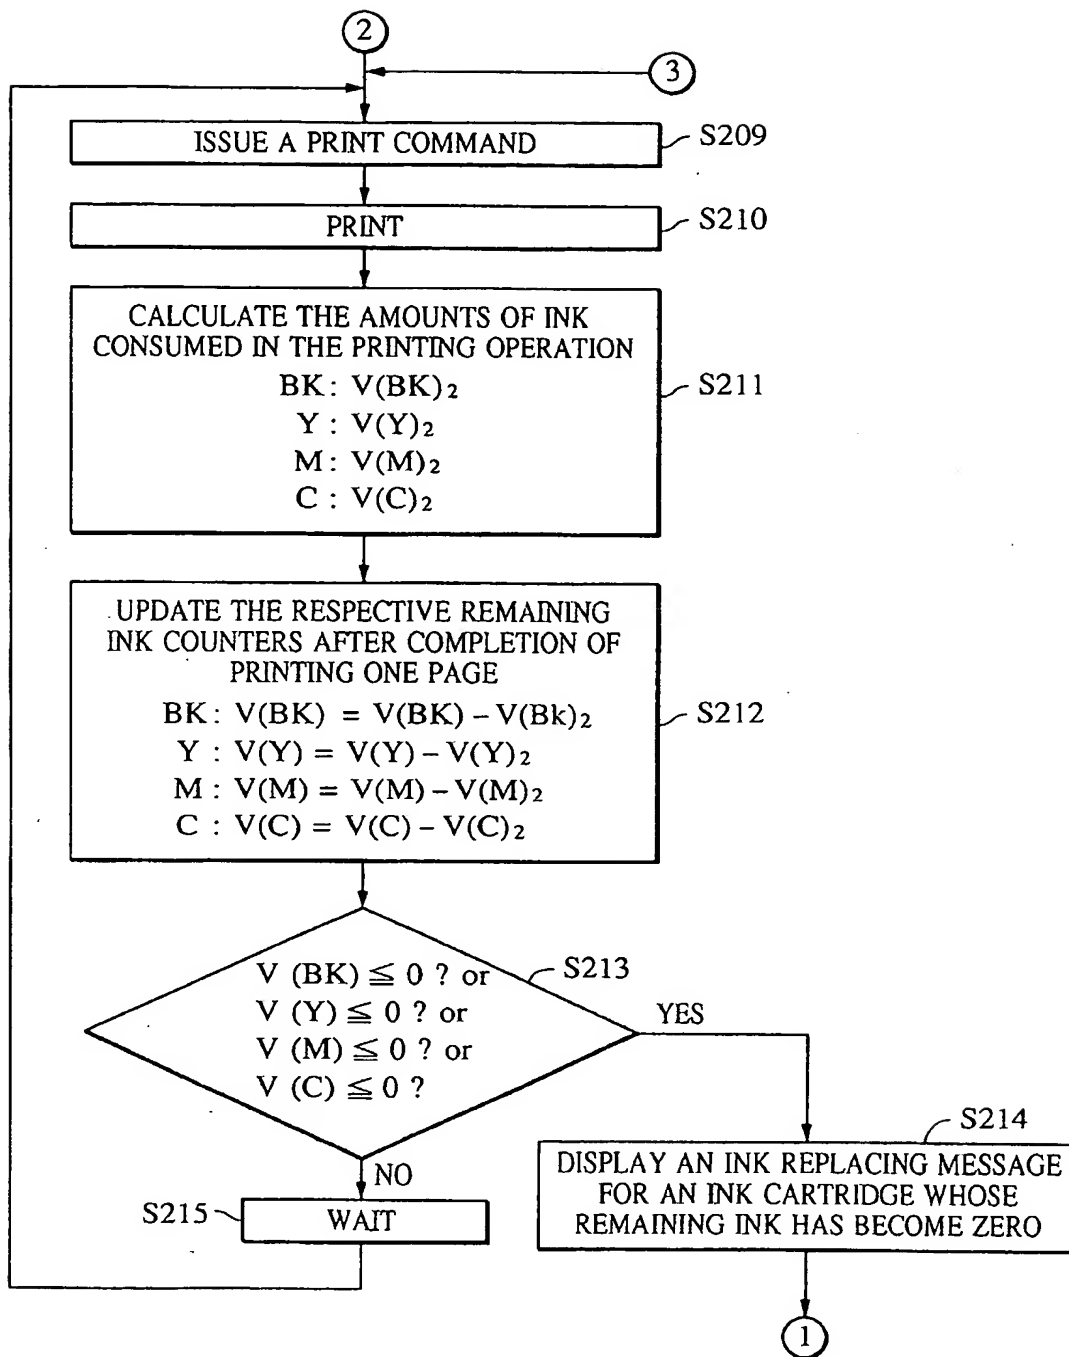 2
3
ISSUE A PRINT COMMAND
S209
PRINT
S210
CALCULATE THE AMOUNTS OF INK
CONSUMED IN THE PRINTING OPERATION
BK: V(BK)₂
Y: V(Y)₂
M: V(M)₂
C: V(C)₂
S211
UPDATE THE RESPECTIVE REMAINING
INK COUNTERS AFTER COMPLETION OF
PRINTING ONE PAGE
BK: V(BK) = V(BK) – V(Bk)₂
Y: V(Y) = V(Y) – V(Y)₂
M: V(M) = V(M) – V(M)₂
C: V(C) = V(C) – V(C)₂
S212
V (BK) ≦ 0 ? or
V (Y) ≦ 0 ? or
V (M) ≦ 0 ? or
V (C) ≦ 0 ?
S213
YES
NO
S214
DISPLAY AN INK REPLACING MESSAGE
FOR AN INK CARTRIDGE WHOSE
REMAINING INK HAS BECOME ZERO
S215
WAIT
1